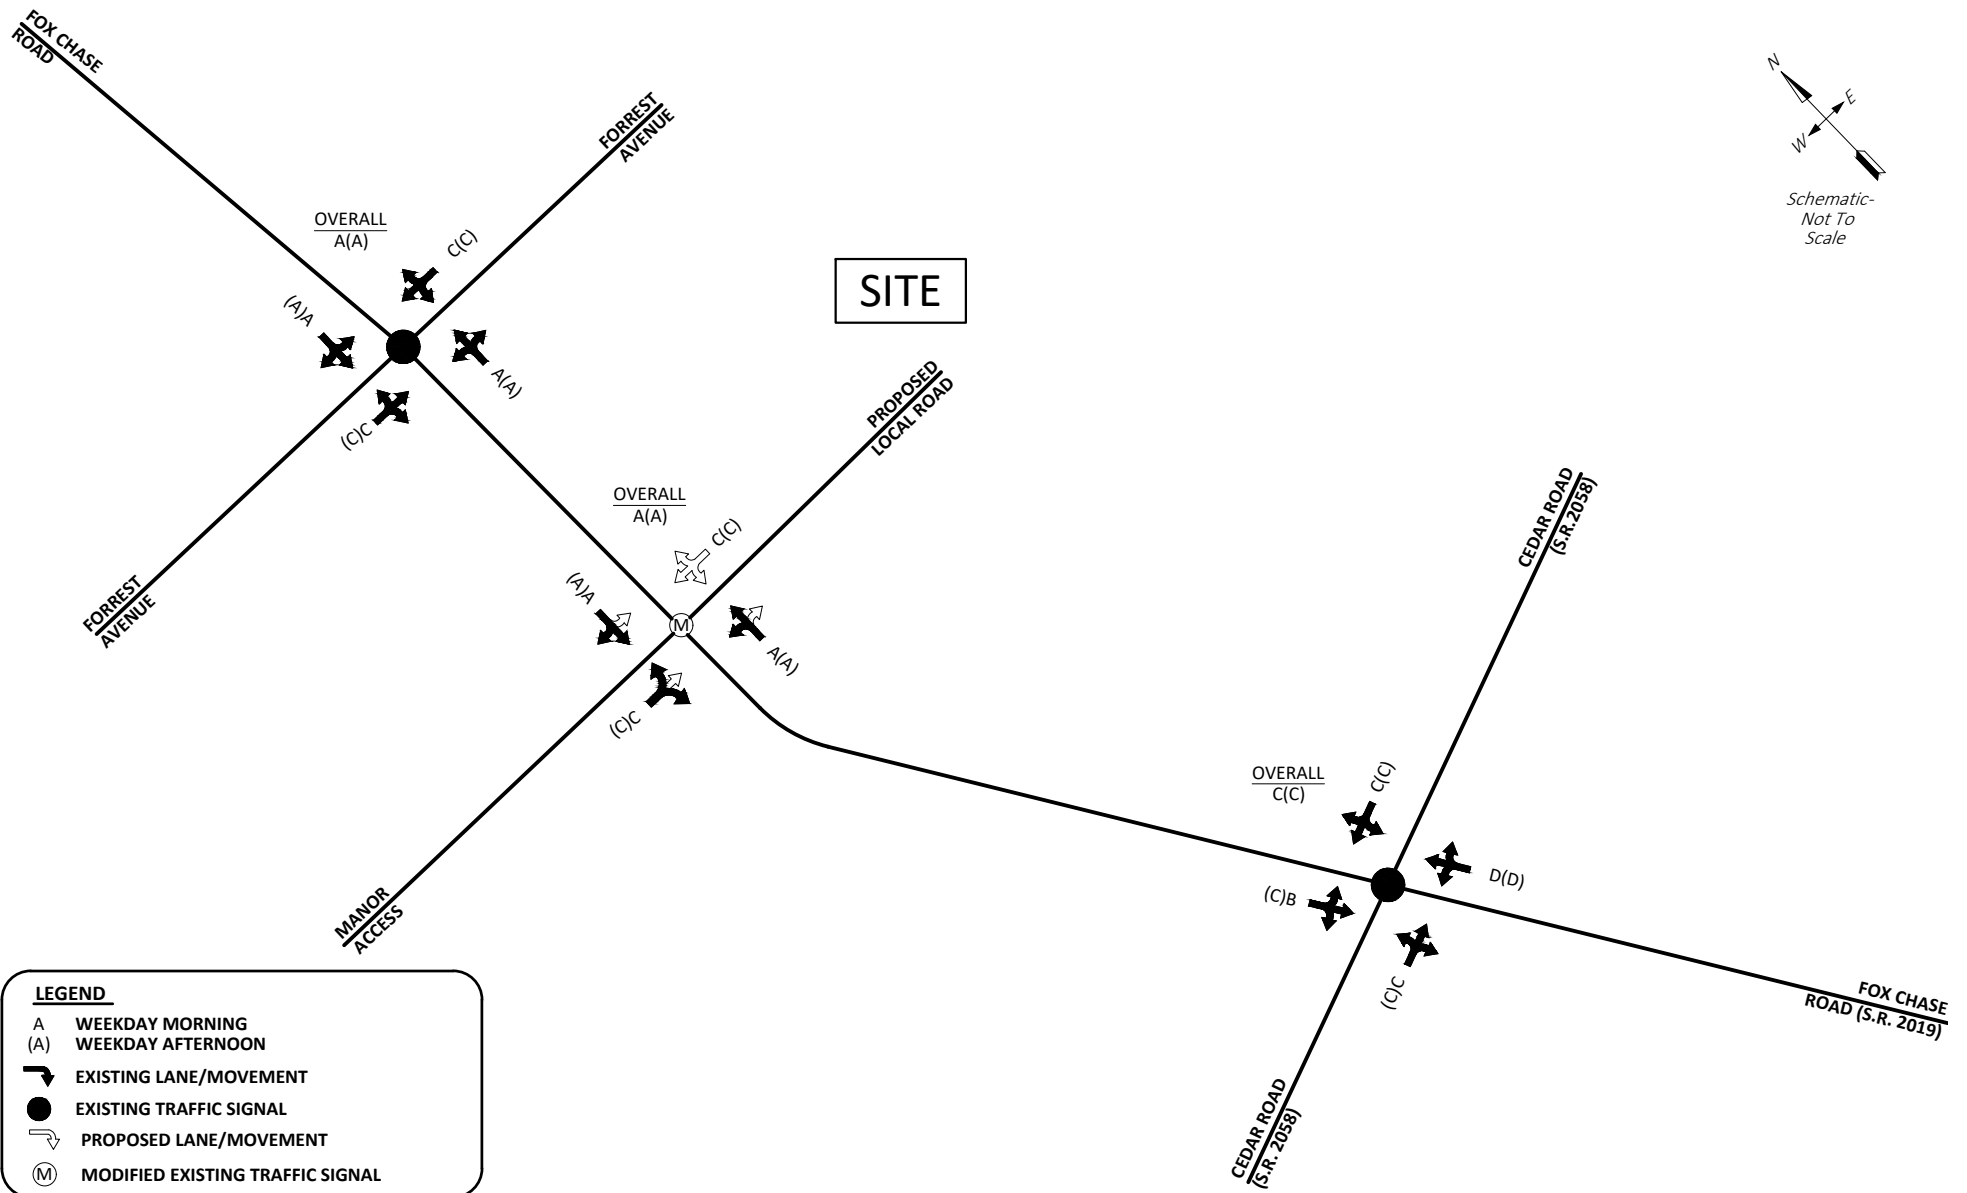 FOX CHASE
ROAD
FORREST
AVENUE
N
E
W
Schematic-
Not To
Scale
OVERALL
A(A)
C(C)
(A)A
A(A)
(C)C
SITE
PROPOSED
LOCAL ROAD
OVERALL
A(A)
C(C)
(A)A
M
A(A)
(C)C
FORREST
AVENUE
MANOR
ACCESS
CEDAR ROAD
(S.R.2058)
OVERALL
C(C)
C(C)
D(D)
(C)B
(C)C
FOX CHASE
ROAD (S.R. 2019)
CEDAR ROAD
(S.R. 2058)
LEGEND
A WEEKDAY MORNING
(A) WEEKDAY AFTERNOON
EXISTING LANE/MOVEMENT
EXISTING TRAFFIC SIGNAL
PROPOSED LANE/MOVEMENT
M MODIFIED EXISTING TRAFFIC SIGNAL